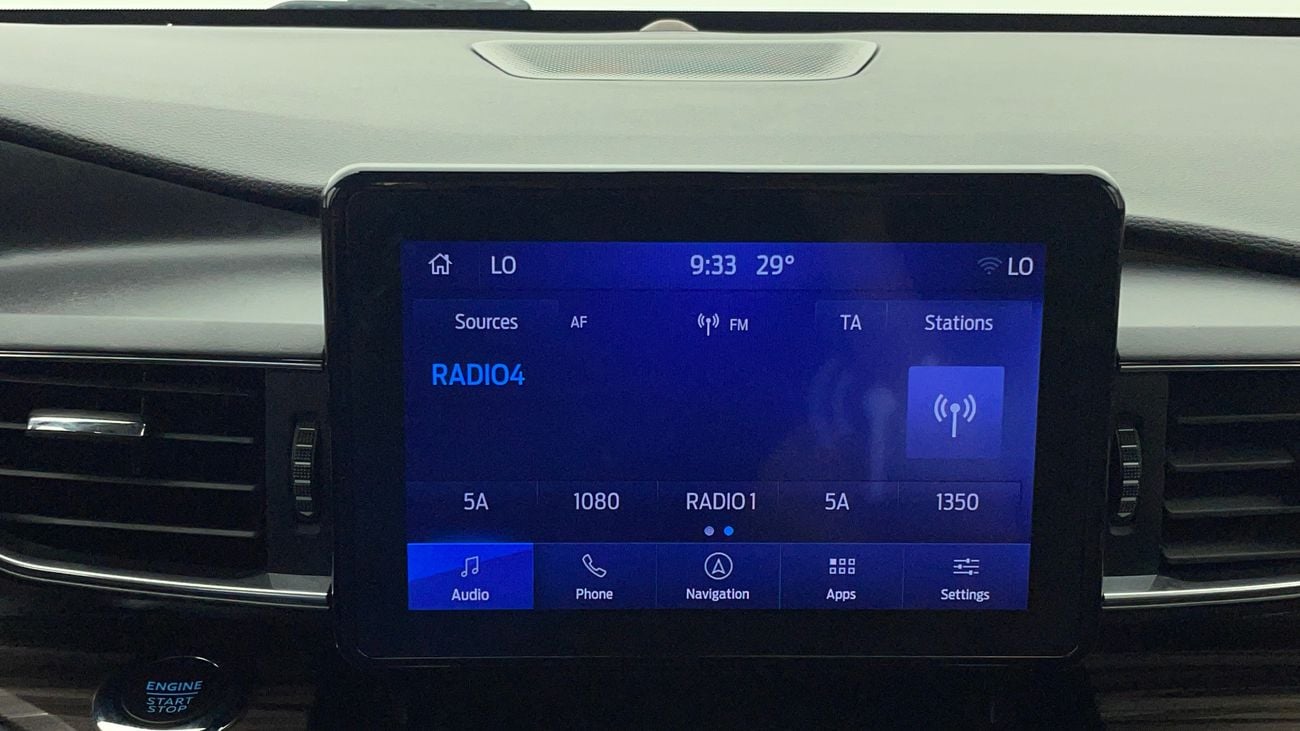 LO 9:33 29° LO
Sources AF FM TA Stations
RADIO4
5A 1080 RADIO 1 5A 1350
Audio Phone Navigation Apps Settings
ENGINE
START
STOP